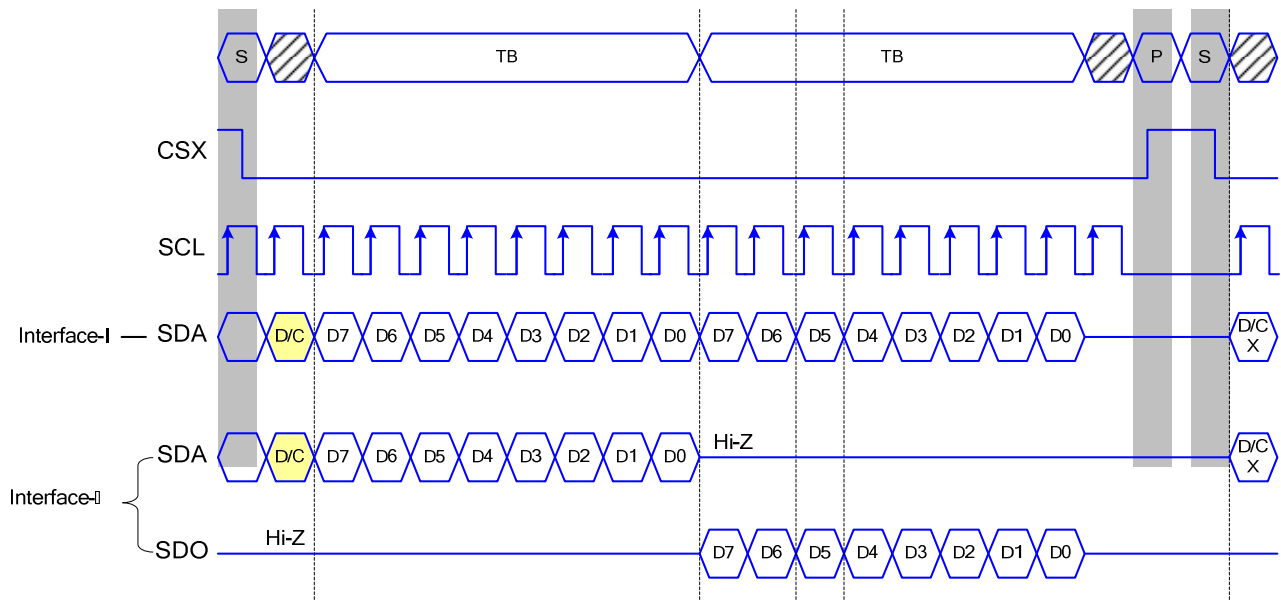 S TB TB P S
CSX
SCL
Interface-I SDA D/C D7 D6 D5 D4 D3 D2 D1 D0 D7 D6 D5 D4 D3 D2 D1 D0 D/C X
SDA D/C D7 D6 D5 D4 D3 D2 D1 D0 Hi-Z D/C X
Interface-▯
SDO Hi-Z D7 D6 D5 D4 D3 D2 D1 D0